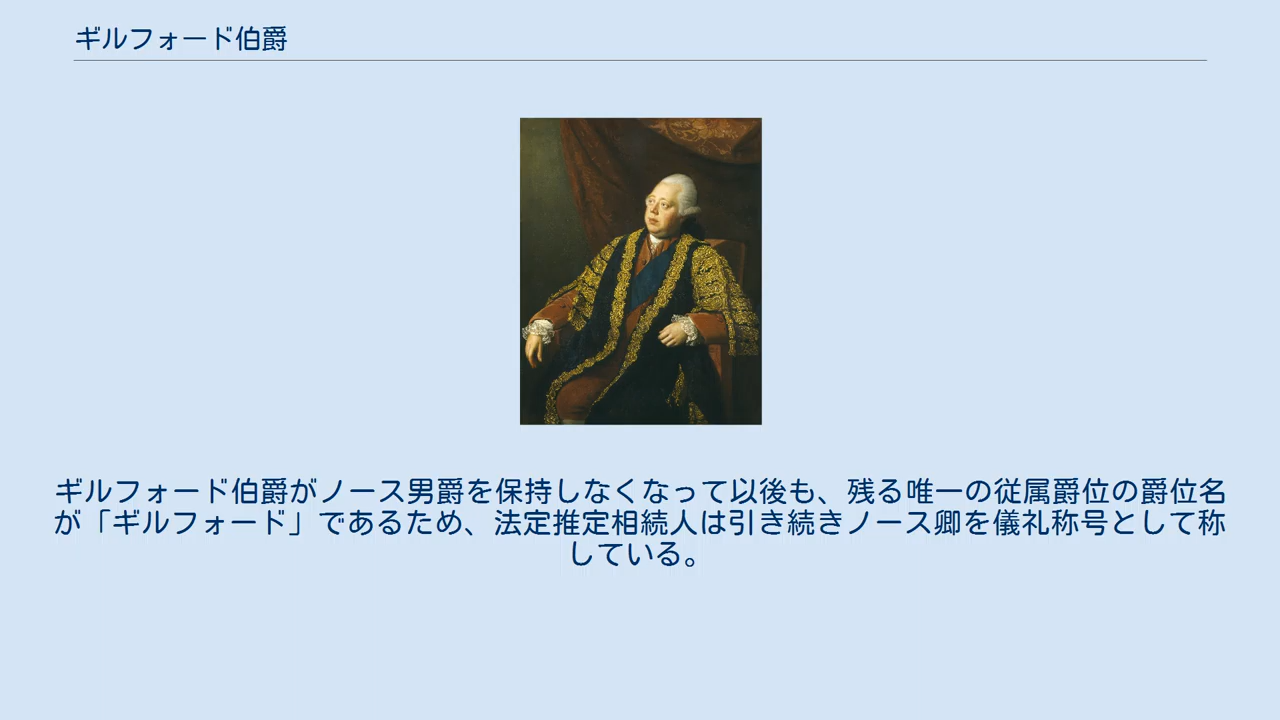 ギルフォード伯爵
ギルフォード伯爵がノース男爵を保持しなくなって以後も、残る唯一の従属爵位の爵位名
が「ギルフォード」であるため、法定推定相続人は引き続きノース卿を儀礼称号として称
している。